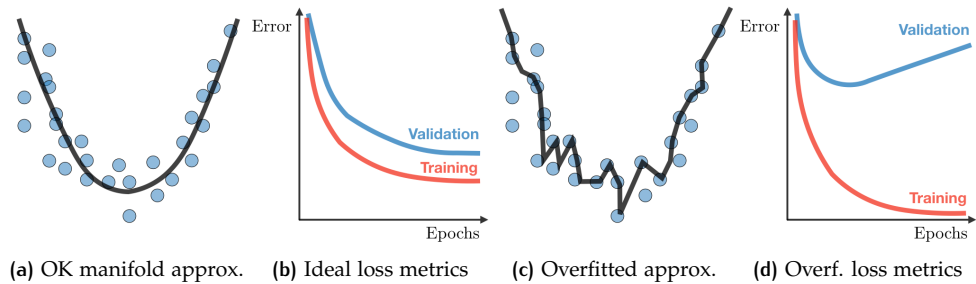 Error
Validation
Training
Epochs
Error
Validation
Training
Epochs
(a) OK manifold approx.
(b) Ideal loss metrics
(c) Overfitted approx.
(d) Overf. loss metrics